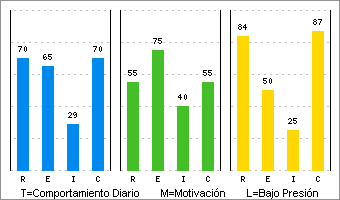 70 65 29 70 55 75 40 55 84 50 25 87
R E I C R E I C R E I C
T=Comportamiento Diario M=Motivación L=Bajo Presión